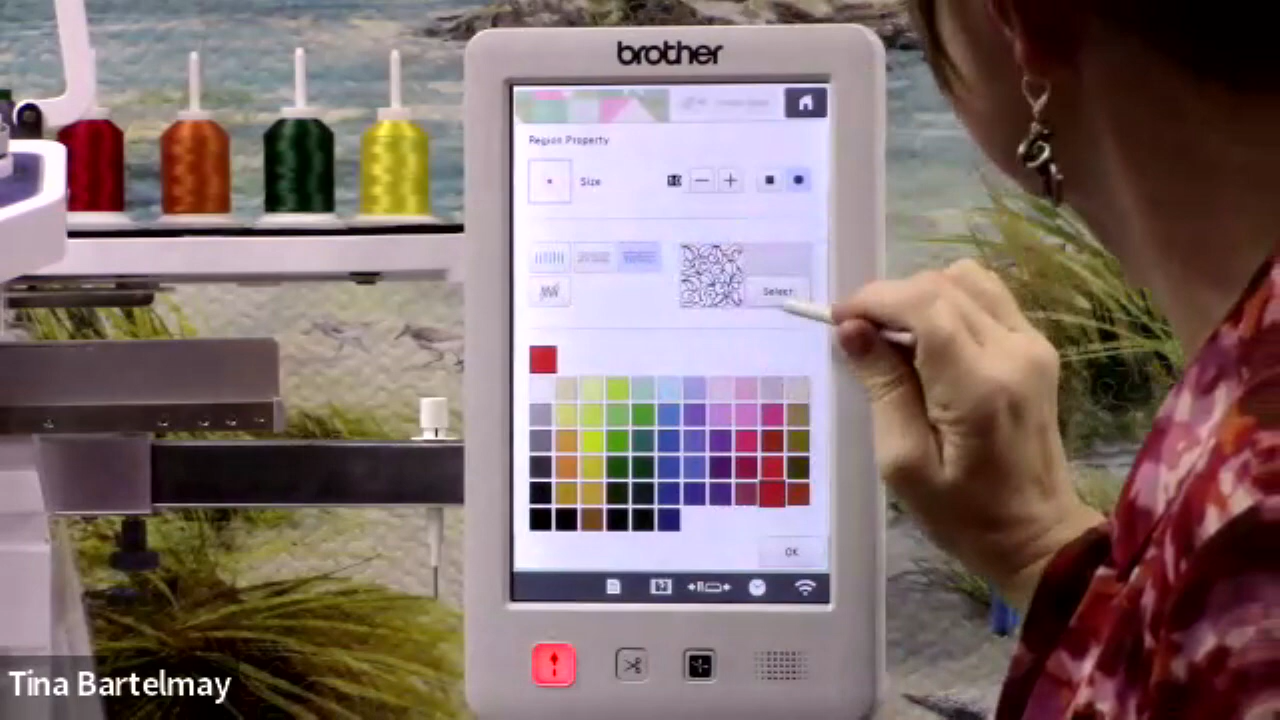 brother
Region Property
Size
Select
OK
Tina Bartelmay